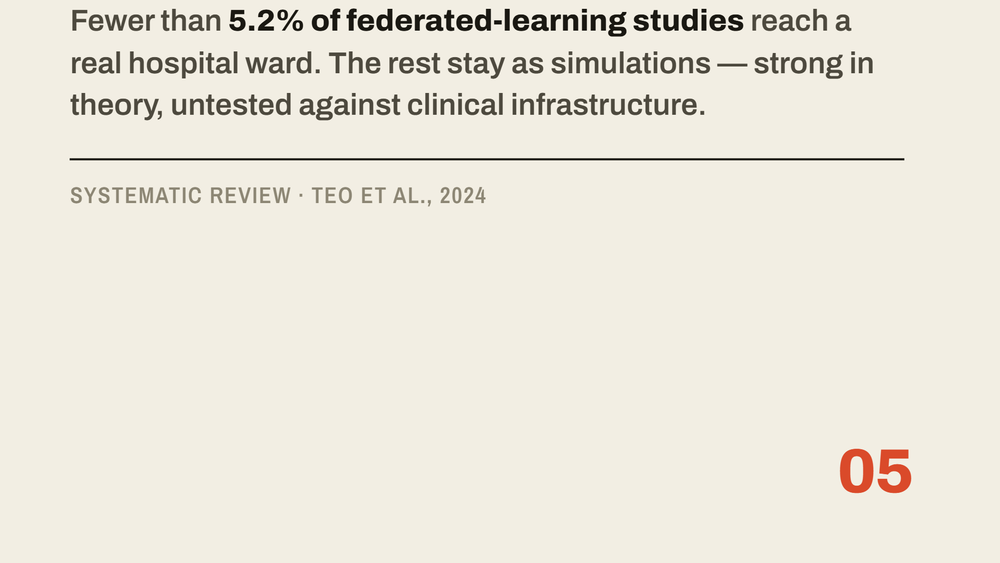 Fewer than 5.2% of federated-learning studies reach a
real hospital ward. The rest stay as simulations — strong in
theory, untested against clinical infrastructure.
SYSTEMATIC REVIEW · TEO ET AL., 2024
05